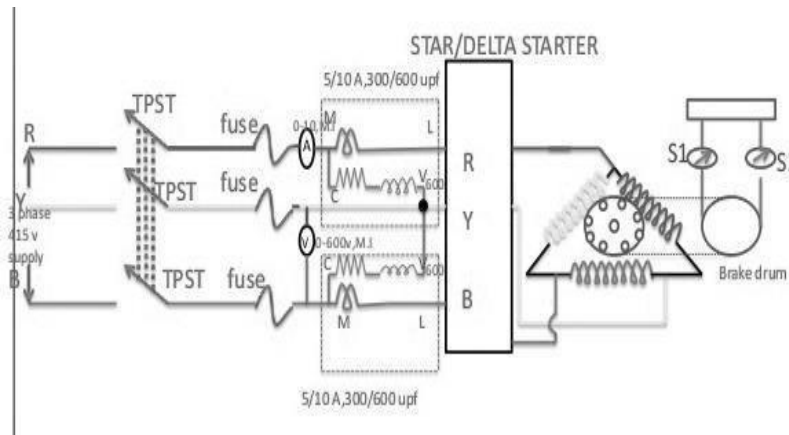 STAR/DELTA STARTER
5/10 A,300/600 upf
TPST
fuse
M
0-10,M.I
L
R
A
R
S1
S
C
V
600
TPST
fuse
Y
Y
3 phase
415 v
supply
V
0-600v,M.I
C
V
600
B
TPST
fuse
B
M
L
Brake drum
5/10 A,300/600 upf